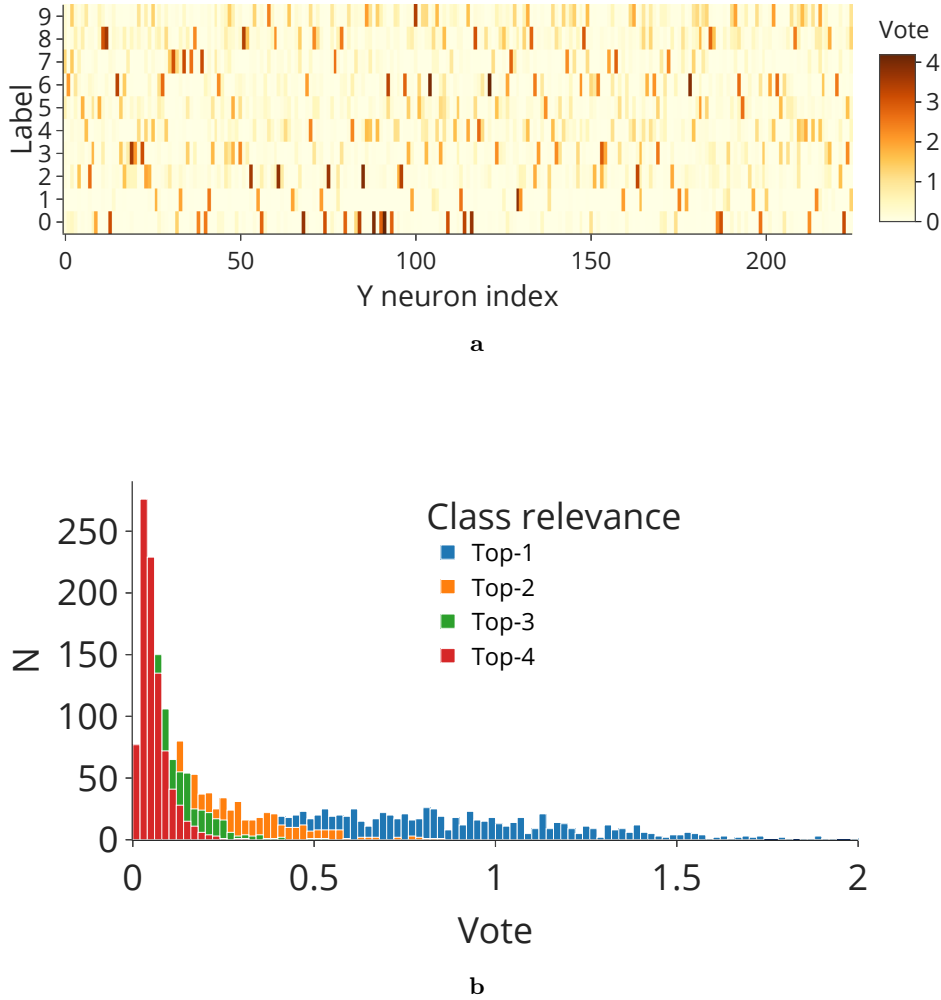 Vote
9
8
7
6
5
4
3
2
1
0
Label
4
3
2
1
0
0 50 100 150 200
Y neuron index
a
Class relevance
Top-1
Top-2
Top-3
Top-4
N
250
200
150
100
50
0
0 0.5 1 1.5 2
Vote
b